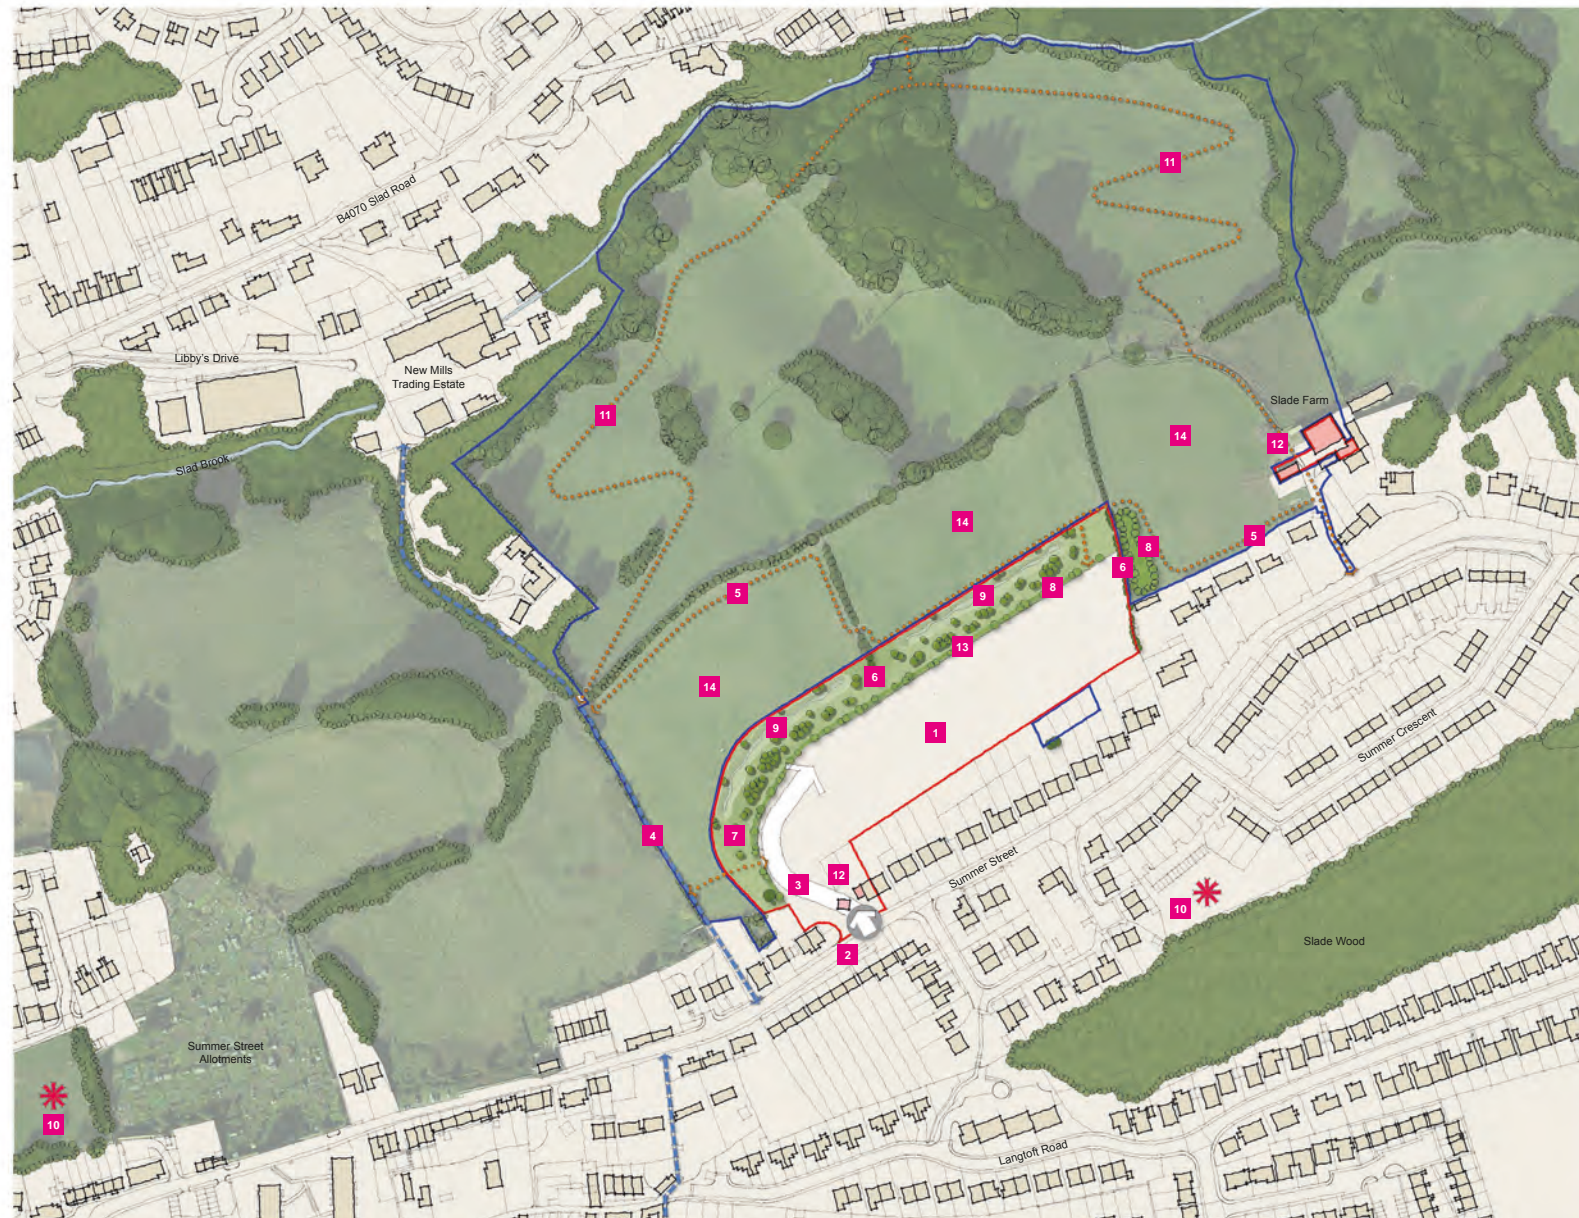 11
B4070 Slad Road
Libby's Drive
New Mills
Trading Estate
Slade Farm
11
14
12
Slad Brook
14
5
8
6
5
9
8
13
6
14
9
1
Summer Crescent
4
7
Summer Street
12
3
10
2
Slade Wood
Summer Street
Allotments
10
Langtoft Road